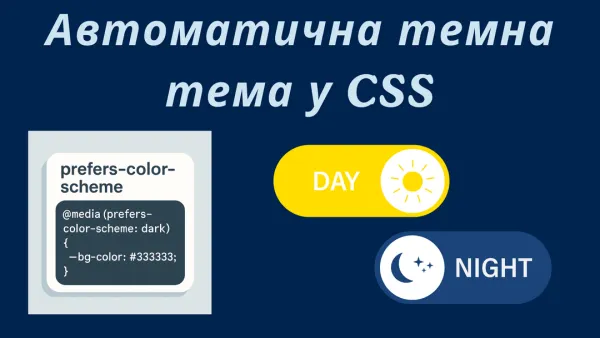 Автоматична темна
тема у CSS
prefers-color-
scheme
@media (prefers-
color-scheme: dark)
{
—bg-color: #333333;
}
DAY
NIGHT